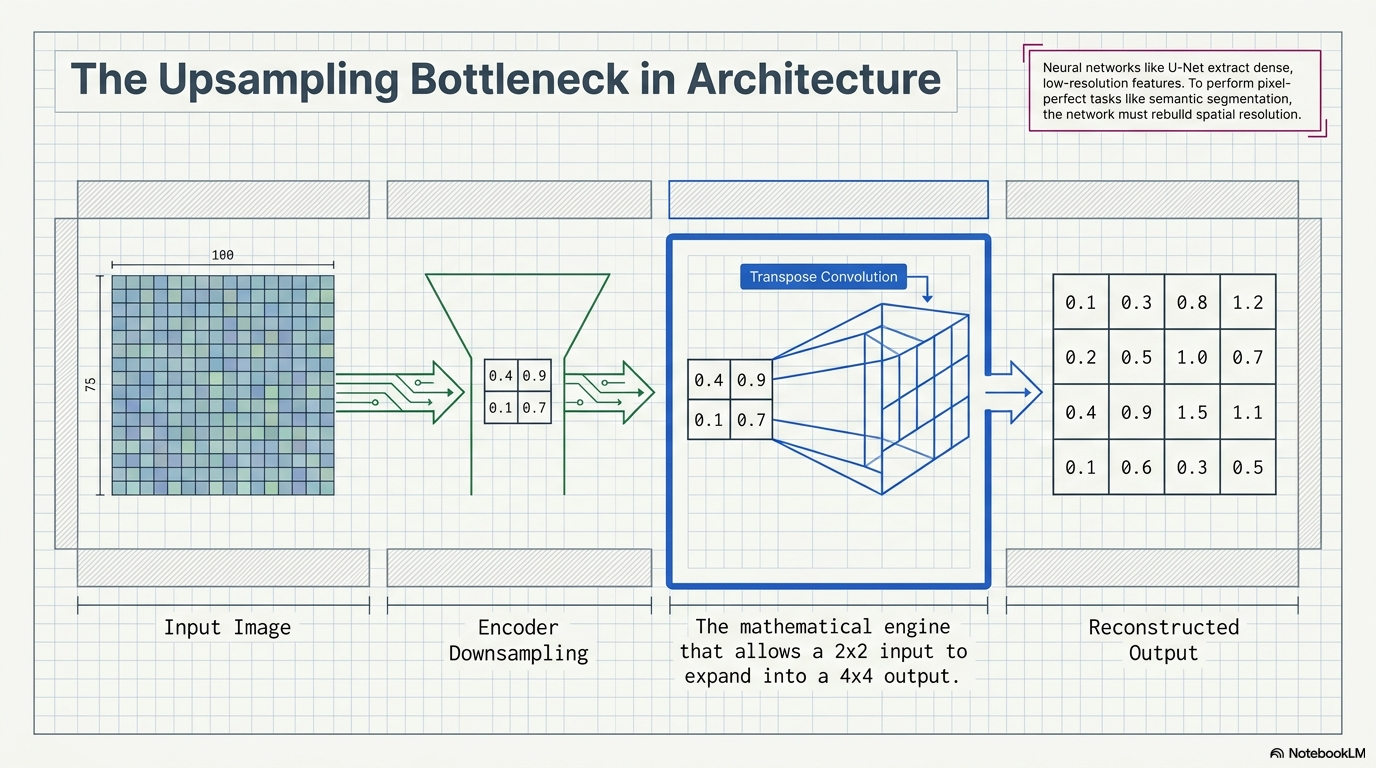 The Upsampling Bottleneck in Architecture
Neural networks like U-Net extract dense,
low-resolution features. To perform pixel-
perfect tasks like semantic segmentation,
the network must rebuild spatial resolution.
100
75
0.4 0.9
0.1 0.7
Transpose Convolution
0.4 0.9
0.1 0.7
0.1 0.3 0.8 1.2
0.2 0.5 1.0 0.7
0.4 0.9 1.5 1.1
0.1 0.6 0.3 0.5
Input Image
Encoder
Downsampling
The mathematical engine
that allows a 2x2 input to
expand into a 4x4 output.
Reconstructed
Output
NotebookLM